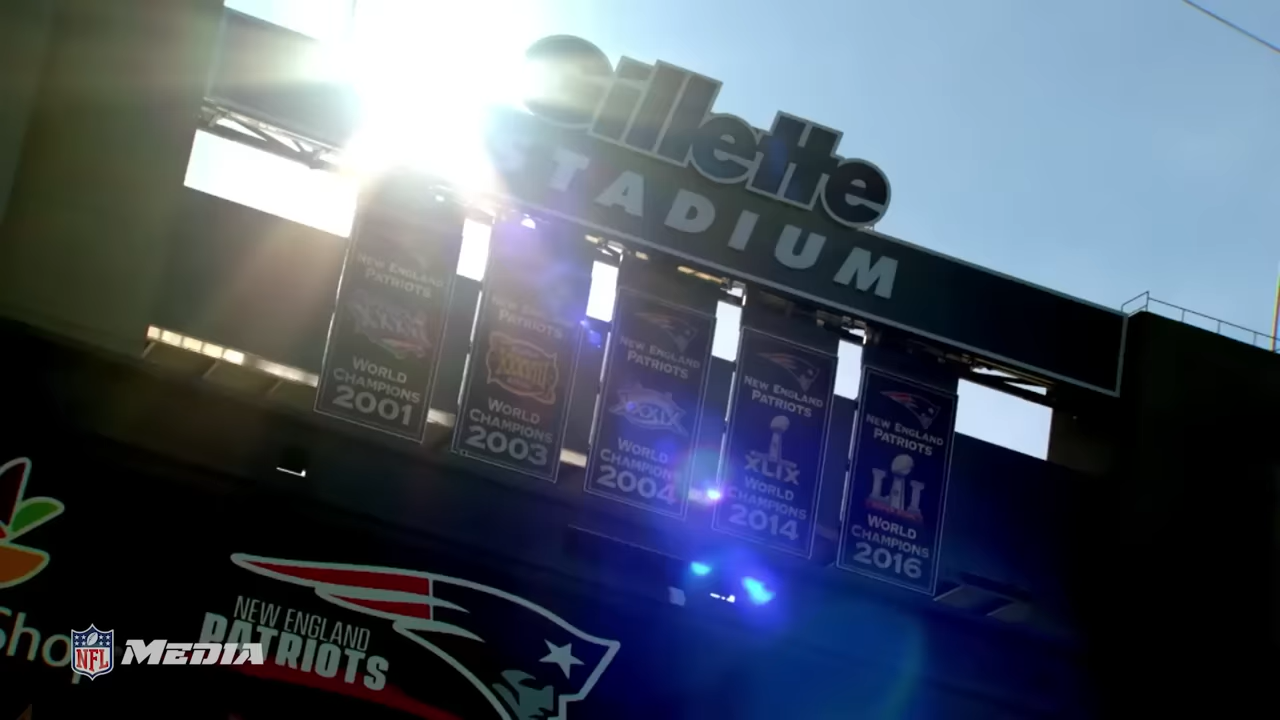 Gillette
STADIUM
NEW ENGLAND
PATRIOTS
WORLD
CHAMPIONS
2001
NEW ENGLAND
PATRIOTS
XXXVIII
WORLD
CHAMPIONS
2003
NEW ENGLAND
PATRIOTS
XXXIX
WORLD
CHAMPIONS
2004
NEW ENGLAND
PATRIOTS
XLIX
WORLD
CHAMPIONS
2014
NEW ENGLAND
PATRIOTS
LI
WORLD
CHAMPIONS
2016
NEW ENGLAND
PATRIOTS
NFL MEDIA